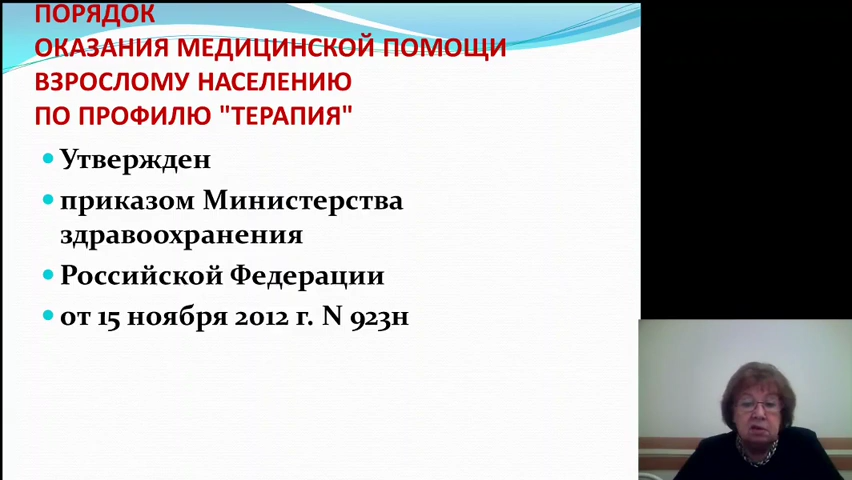 ПОРЯДОК
ОКАЗАНИЯ МЕДИЦИНСКОЙ ПОМОЩИ
ВЗРОСЛОМУ НАСЕЛЕНИЮ
ПО ПРОФИЛЮ "ТЕРАПИЯ"
Утвержден
приказом Министерства
здравоохранения
Российской Федерации
от 15 ноября 2012 г. N 923н